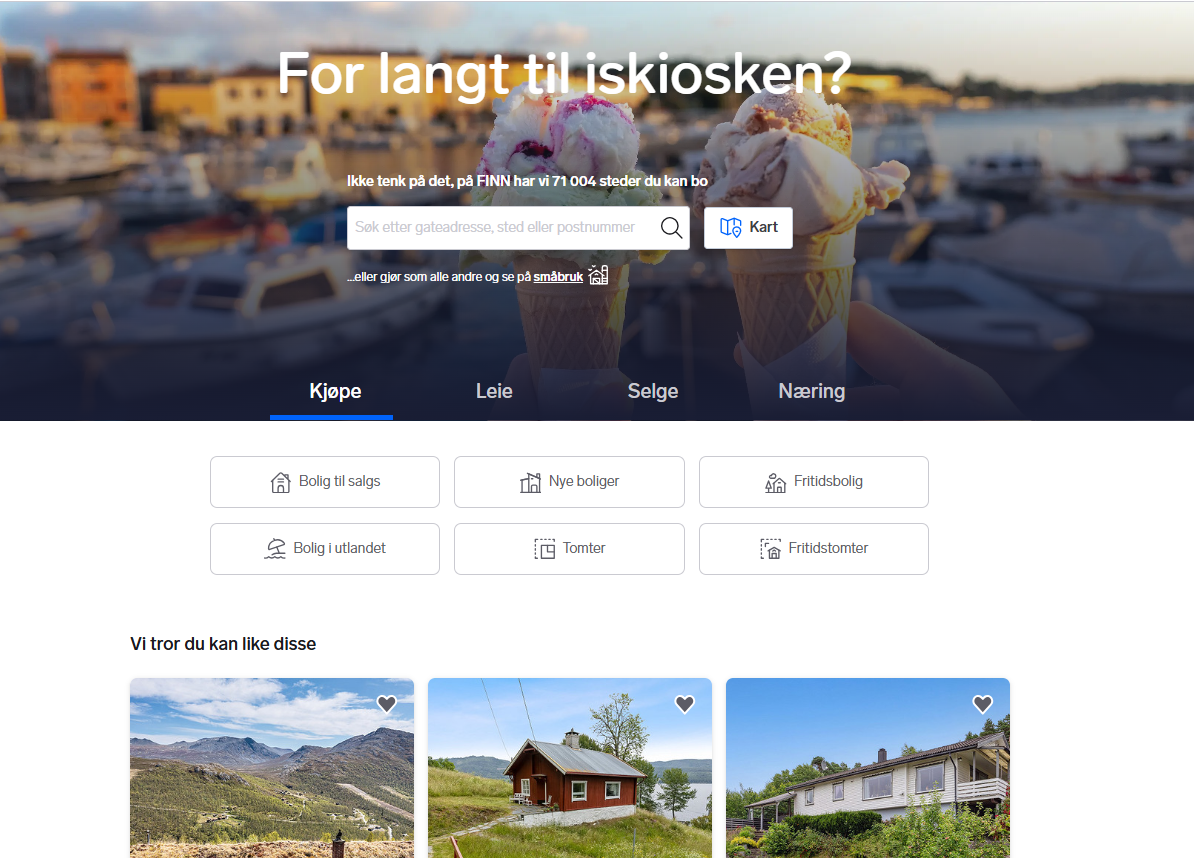 For langt til iskiosken?
Ikke tenk på det, på FINN har vi 71 004 steder du kan bo
Søk etter gateadresse, sted eller postnummer
Kart
...eller gjør som alle andre og se på småbruk
Kjøpe
Leie
Selge
Næring
Bolig til salgs
Nye boliger
Fritidsbolig
Bolig i utlandet
Tomter
Fritidstomter
Vi tror du kan like disse